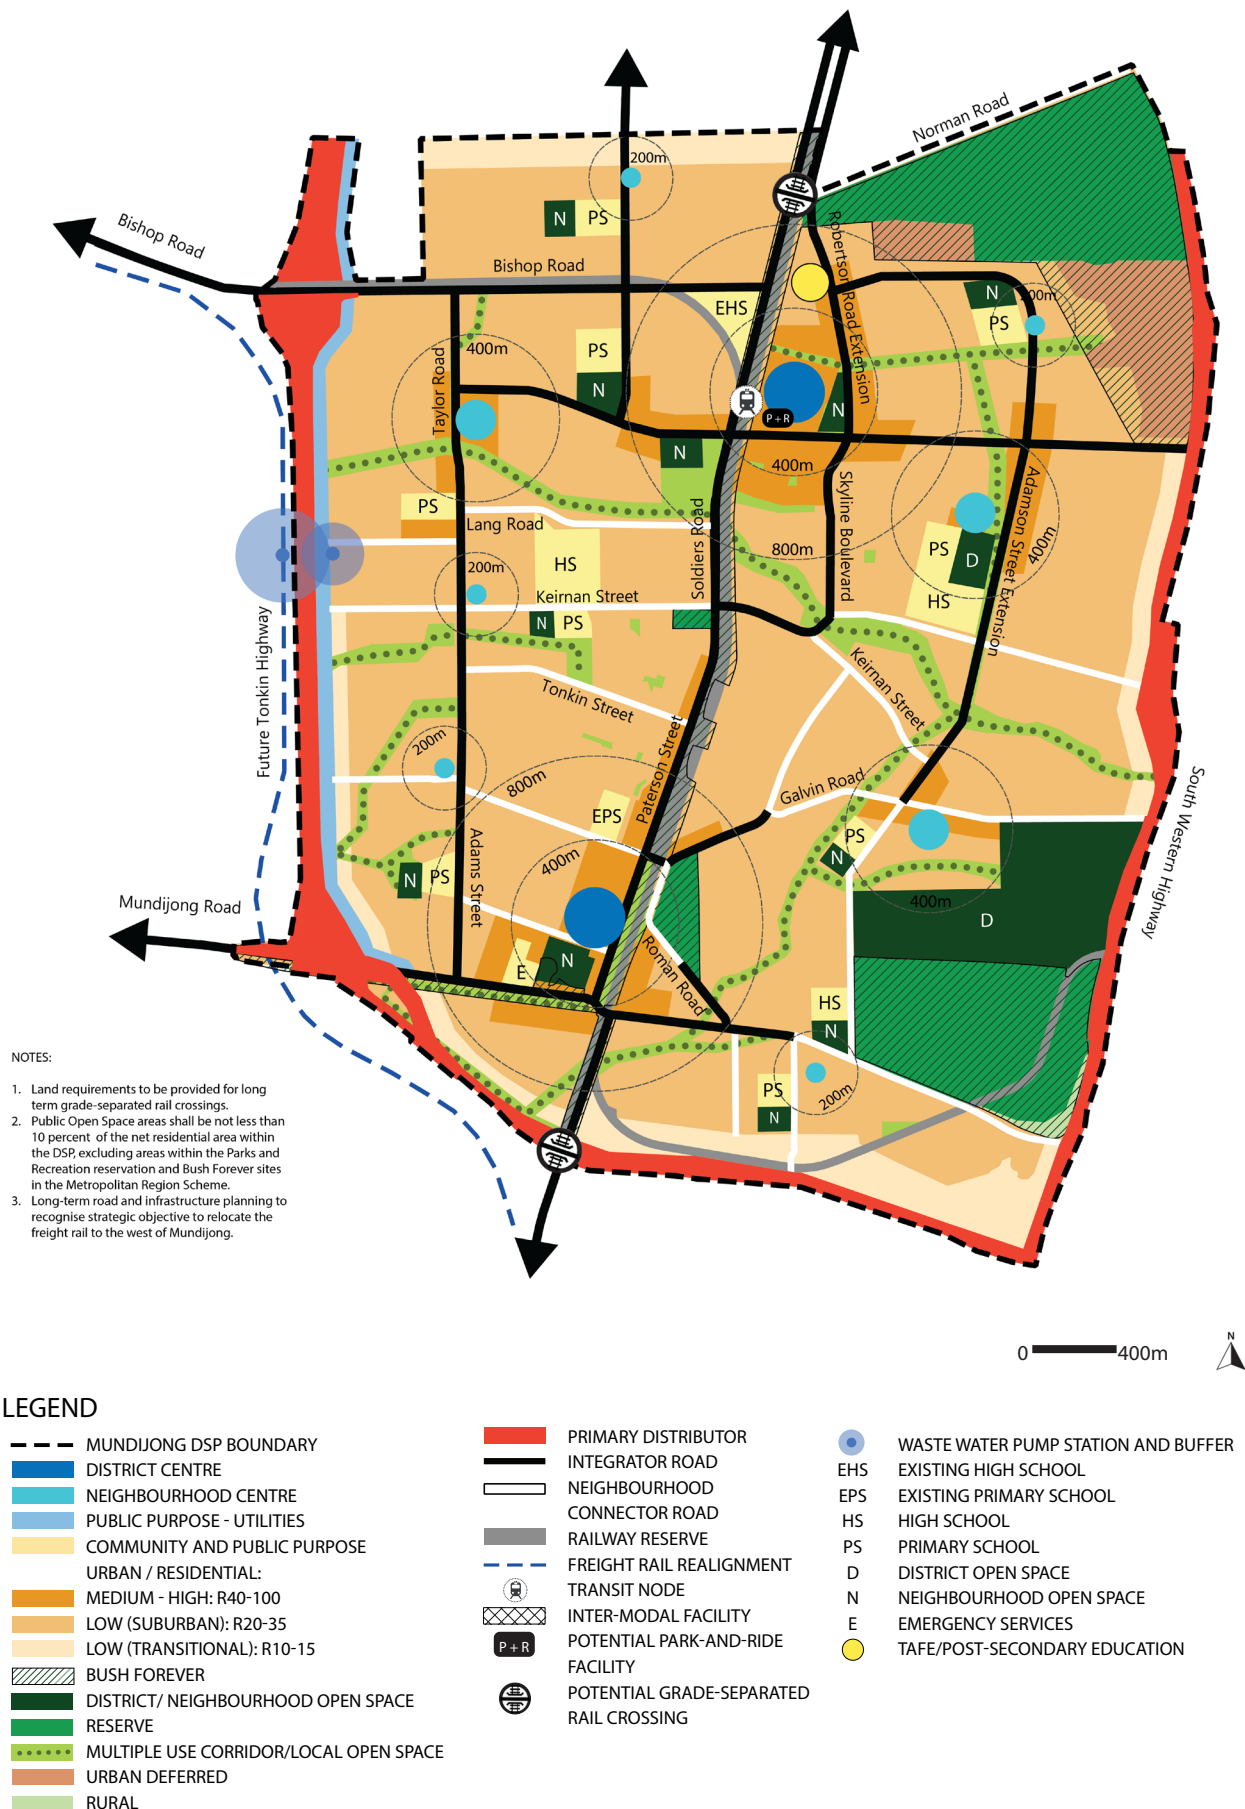 Norman Road
200m
Bishop Road
N PS
Robertson Road Extension
Bishop Road
EHS
N
200m
PS
400m
PS
Taylor Road
N
N
P + R
N
400m
PS
Lang Road
Soldiers Road
Skyline Boulevard
Adamson Street Extension
HS
800m
PS
D
400m
200m
Keirnan Street
HS
N PS
Future Tonkin Highway
Keirnan Street
Tonkin Street
Paterson Street
200m
800m
Galvin Road
South Western Highway
EPS
PS
N
400m
Adams Street
N PS
400m
D
Mundijong Road
Roman Road
N
E
HS
N
PS
N
200m
NOTES:
1. Land requirements to be provided for long
term grade-separated rail crossings.
2. Public Open Space areas shall be not less than
10 percent of the net residential area within
the DSP, excluding areas within the Parks and
Recreation reservation and Bush Forever sites
in the Metropolitan Region Scheme.
3. Long-term road and infrastructure planning to
recognise strategic objective to relocate the
freight rail to the west of Mundijong.
0 400m
N
LEGEND
MUNDIJONG DSP BOUNDARY
DISTRICT CENTRE
NEIGHBOURHOOD CENTRE
PUBLIC PURPOSE - UTILITIES
COMMUNITY AND PUBLIC PURPOSE
URBAN / RESIDENTIAL:
MEDIUM - HIGH: R40-100
LOW (SUBURBAN): R20-35
LOW (TRANSITIONAL): R10-15
BUSH FOREVER
DISTRICT/ NEIGHBOURHOOD OPEN SPACE
RESERVE
MULTIPLE USE CORRIDOR/LOCAL OPEN SPACE
URBAN DEFERRED
RURAL
PRIMARY DISTRIBUTOR
INTEGRATOR ROAD
NEIGHBOURHOOD
CONNECTOR ROAD
RAILWAY RESERVE
FREIGHT RAIL REALIGNMENT
TRANSIT NODE
INTER-MODAL FACILITY
P + R POTENTIAL PARK-AND-RIDE
FACILITY
POTENTIAL GRADE-SEPARATED
RAIL CROSSING
WASTE WATER PUMP STATION AND BUFFER
EHS EXISTING HIGH SCHOOL
EPS EXISTING PRIMARY SCHOOL
HS HIGH SCHOOL
PS PRIMARY SCHOOL
D DISTRICT OPEN SPACE
N NEIGHBOURHOOD OPEN SPACE
E EMERGENCY SERVICES
TAFE/POST-SECONDARY EDUCATION